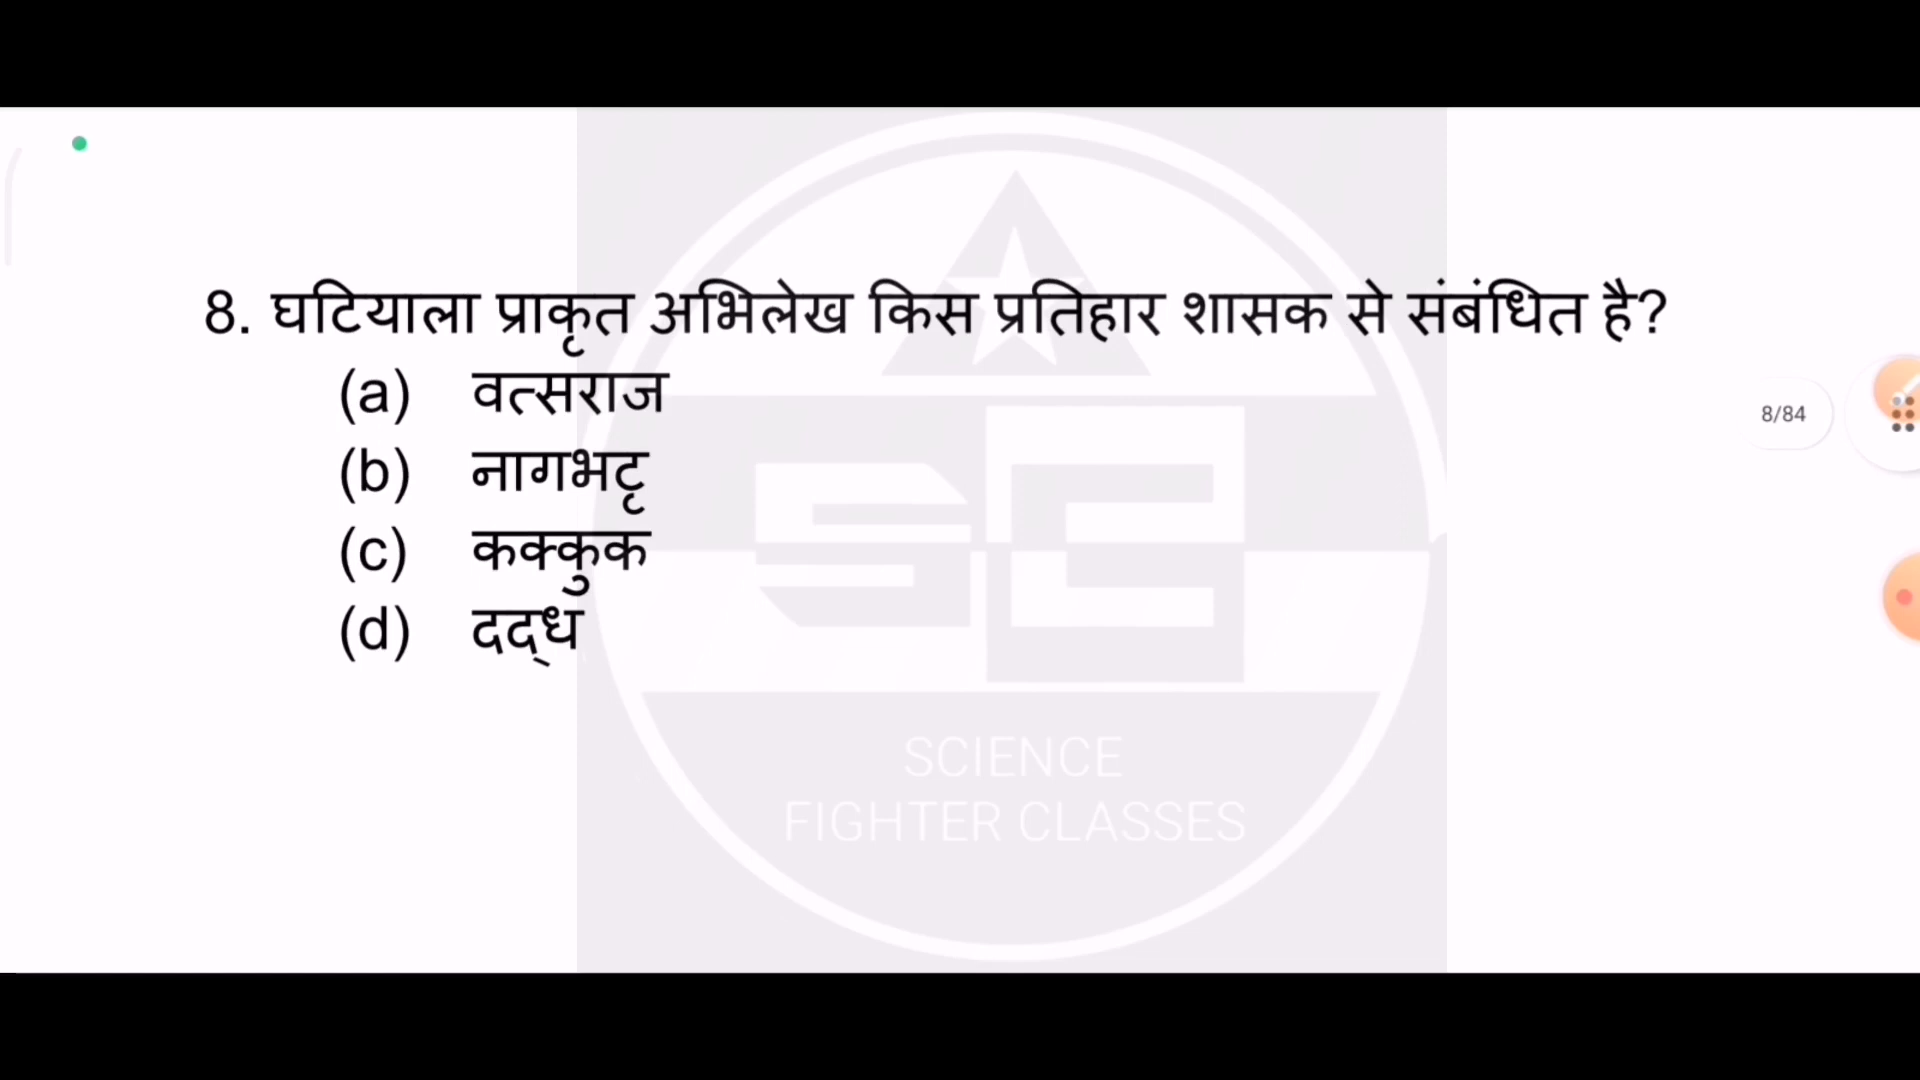 8. घटियाला प्राकृत अभिलेख किस प्रतिहार शासक से संबंधित है?
(a) वत्सराज
(b) नागभटृ
(c) कक्कुक
(d) दद्ध
8/84
SCIENCE
FIGHTER CLASSES